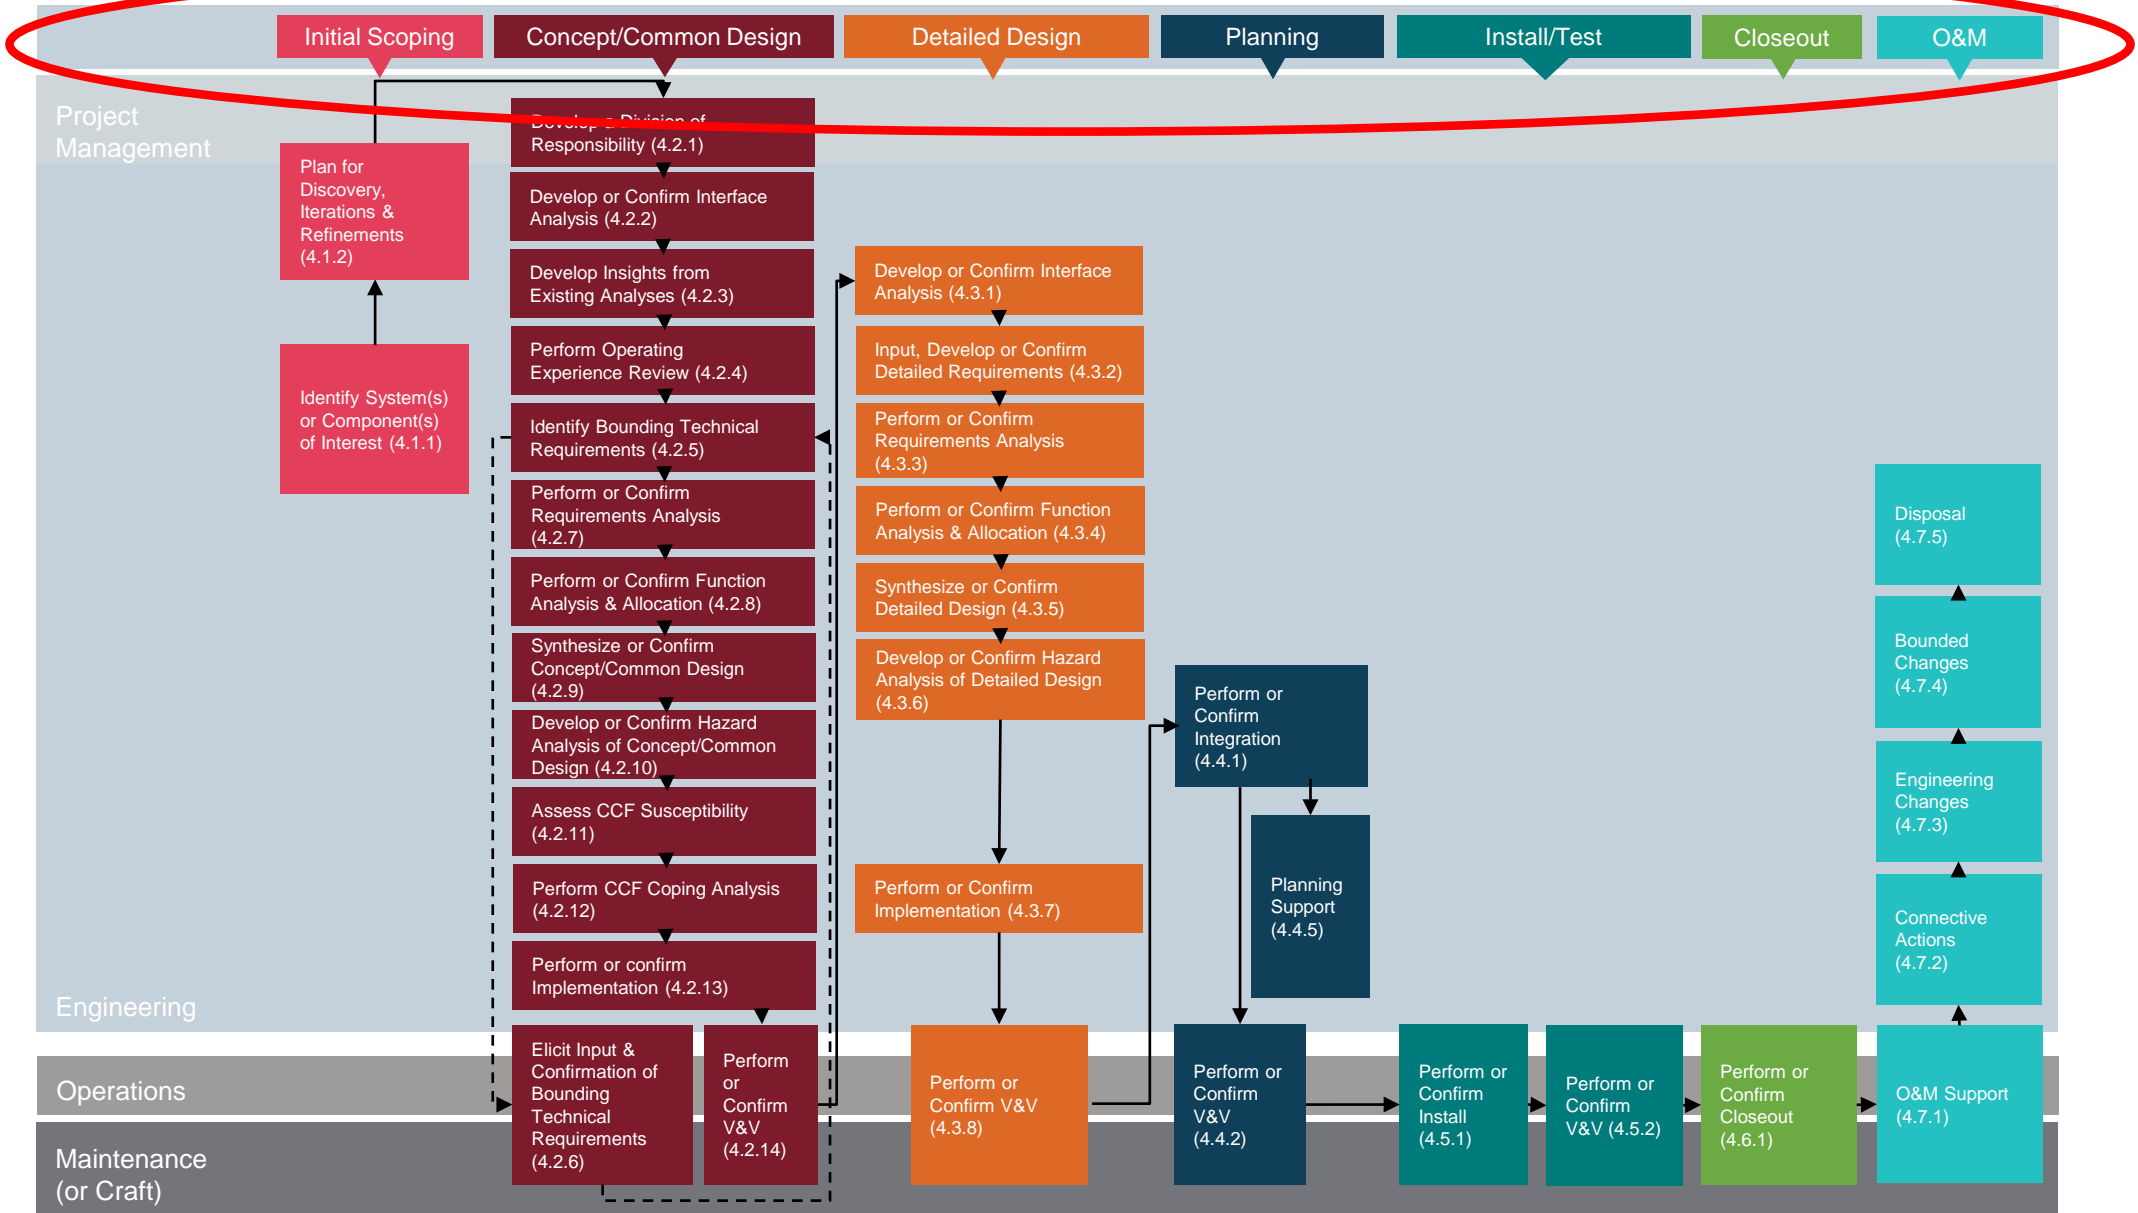 Initial Scoping
Concept/Common Design
Detailed Design
Planning
Install/Test
Closeout
O&M
Project
Management
Plan for
Discovery,
Iterations &
Refinements
(4.1.2)
Identify System(s)
or Component(s)
of Interest (4.1.1)
Develop a Division of
Responsibility (4.2.1)
Develop or Confirm Interface
Analysis (4.2.2)
Develop Insights from
Existing Analyses (4.2.3)
Perform Operating
Experience Review (4.2.4)
Identify Bounding Technical
Requirements (4.2.5)
Perform or Confirm
Requirements Analysis
(4.2.7)
Perform or Confirm Function
Analysis & Allocation (4.2.8)
Synthesize or Confirm
Concept/Common Design
(4.2.9)
Develop or Confirm Hazard
Analysis of Concept/Common
Design (4.2.10)
Assess CCF Susceptibility
(4.2.11)
Perform CCF Coping Analysis
(4.2.12)
Perform or confirm
Implementation (4.2.13)
Elicit Input &
Confirmation of
Bounding
Technical
Requirements
(4.2.6)
Perform
or
Confirm
V&V
(4.2.14)
Develop or Confirm Interface
Analysis (4.3.1)
Input, Develop or Confirm
Detailed Requirements (4.3.2)
Perform or Confirm
Requirements Analysis
(4.3.3)
Perform or Confirm Function
Analysis & Allocation (4.3.4)
Synthesize or Confirm
Detailed Design (4.3.5)
Develop or Confirm Hazard
Analysis of Detailed Design
(4.3.6)
Perform or Confirm
Implementation (4.3.7)
Perform or
Confirm V&V
(4.3.8)
Perform or
Confirm
Integration
(4.4.1)
Planning
Support
(4.4.5)
Perform or
Confirm
V&V
(4.4.2)
Perform or
Confirm
Install
(4.5.1)
Perform or
Confirm
V&V (4.5.2)
Perform or
Confirm
Closeout
(4.6.1)
Disposal
(4.7.5)
Bounded
Changes
(4.7.4)
Engineering
Changes
(4.7.3)
Connective
Actions
(4.7.2)
O&M Support
(4.7.1)
Engineering
Operations
Maintenance
(or Craft)